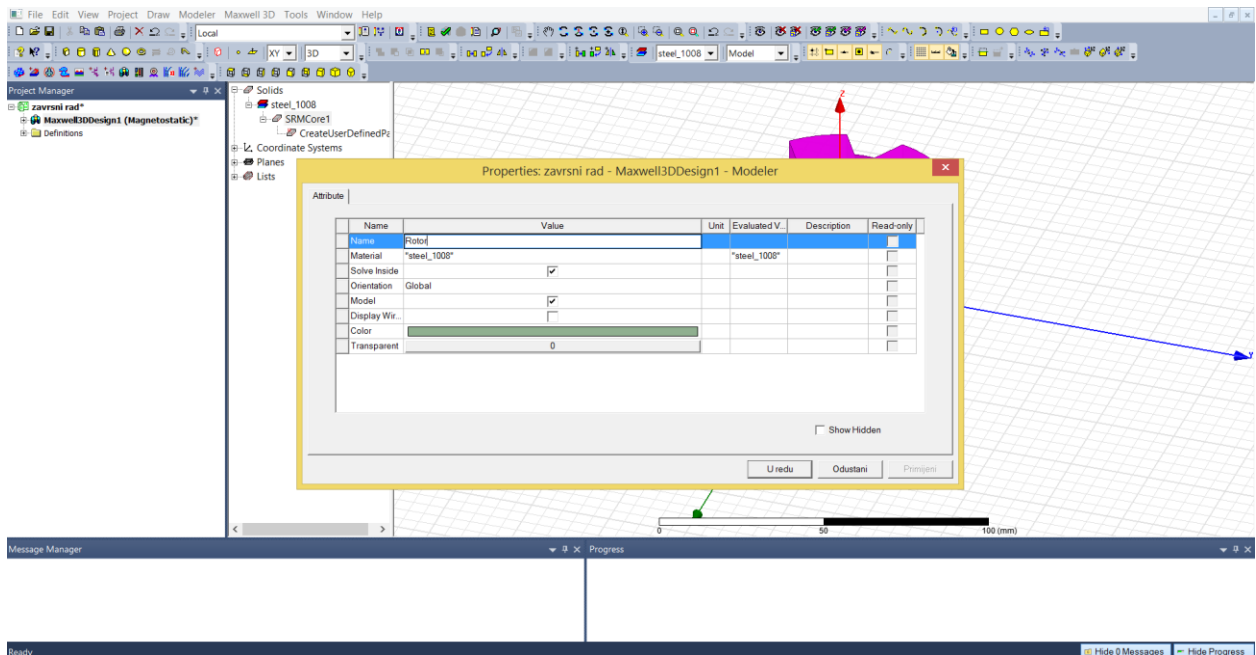 File Edit View Project Draw Modeler Maxwell 3D Tools Window Help
Local
XY 3D steel_1008 Model
Project Manager
zavrsni rad*
Maxwell3DDesign1 (Magnetostatic)*
Definitions
Solids
steel_1008
SRMCore1
CreateUserDefinedPa
Coordinate Systems
Planes
Lists
Z
Properties: zavrsni rad - Maxwell3DDesign1 - Modeler
Attribute
Name Value Unit Evaluated V... Description Read-only
Name Rotor
Material "steel_1008" "steel_1008"
Solve Inside
Orientation Global
Model
Display Wir...
Color
Transparent 0
Show Hidden
U redu Odustani Primijeni
Y
0 50 100 (mm)
Message Manager
Progress
Ready
Hide 0 Messages Hide Progress